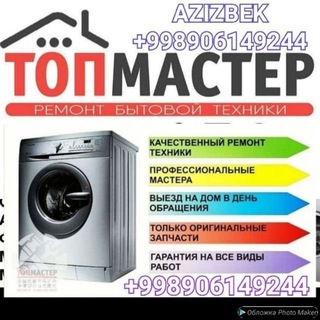 AZIZBEK
+998906149244
ТОПМАСТЕР
РЕМОНТ БЫТОВОЙ ТЕХНИКИ
КАЧЕСТВЕННЫЙ РЕМОНТ
ТЕХНИКИ
ПРОФЕССИОНАЛЬНЫЕ
МАСТЕРА
ВЫЕЗД НА ДОМ В ДЕНЬ
ОБРАЩЕНИЯ
ТОЛЬКО ОРИГИНАЛЬНЫЕ
ЗАПЧАСТИ
ГАРАНТИЯ НА ВСЕ ВИДЫ
РАБОТ
ТОПМАСТЕР
+998906149244
Обложка Photo Maker